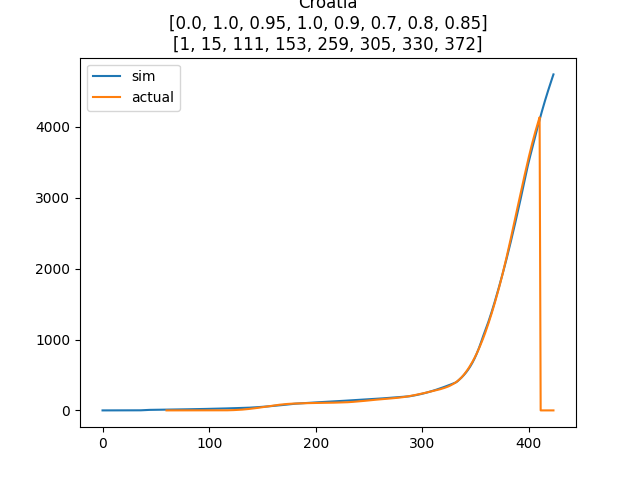 Croatia
[0.0, 1.0, 0.95, 1.0, 0.9, 0.7, 0.8, 0.85]
[1, 15, 111, 153, 259, 305, 330, 372]
sim
actual
4000
3000
2000
1000
0
0 100 200 300 400